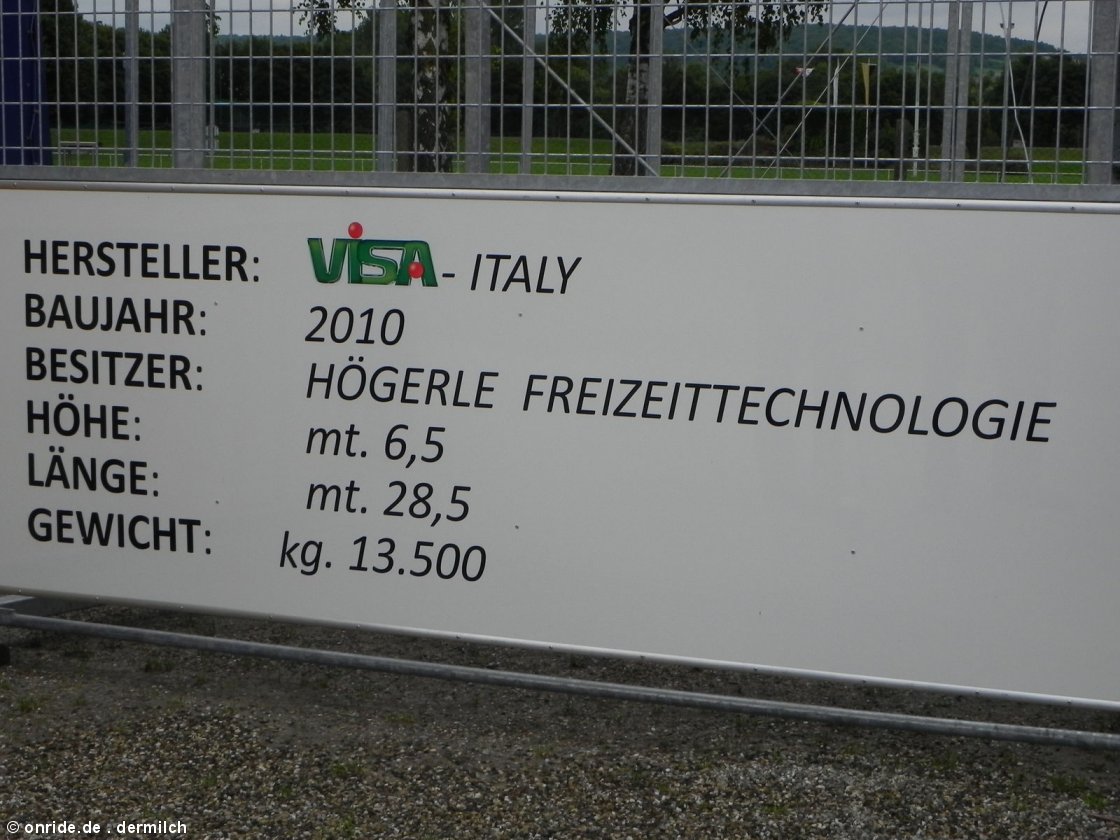 HERSTELLER: VISA - ITALY
BAUJAHR: 2010
BESITZER: HÖGERLE FREIZEITTECHNOLOGIE
HÖHE: mt. 6,5
LÄNGE: mt. 28,5
GEWICHT: kg. 13.500
© onride.de . dermilch